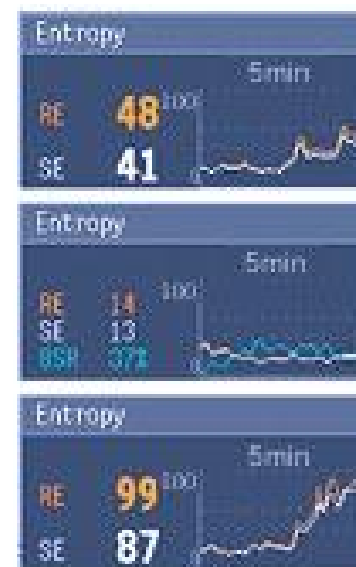 Entropy
5min
RE 48 100
SE 41 0
Entropy
5min
RE 14 100
SE 13
BSR 37% 0
Entropy
5min
RE 99 100
SE 87 0